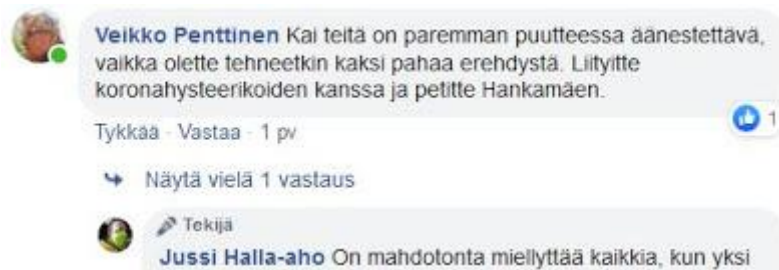 Veikko Penttinen Kai teitä on paremman puutteessa äänestettävä,
vaikka olette tehneetkin kaksi pahaa erehdystä. Liityitte
koronahysteerikoiden kanssa ja petitte Hankamäen.
1
Tykkää · Vastaa · 1 pv
Näytä vielä 1 vastaus
Tekijä
Jussi Halla-aho On mahdotonta miellyttää kaikkia, kun yksi